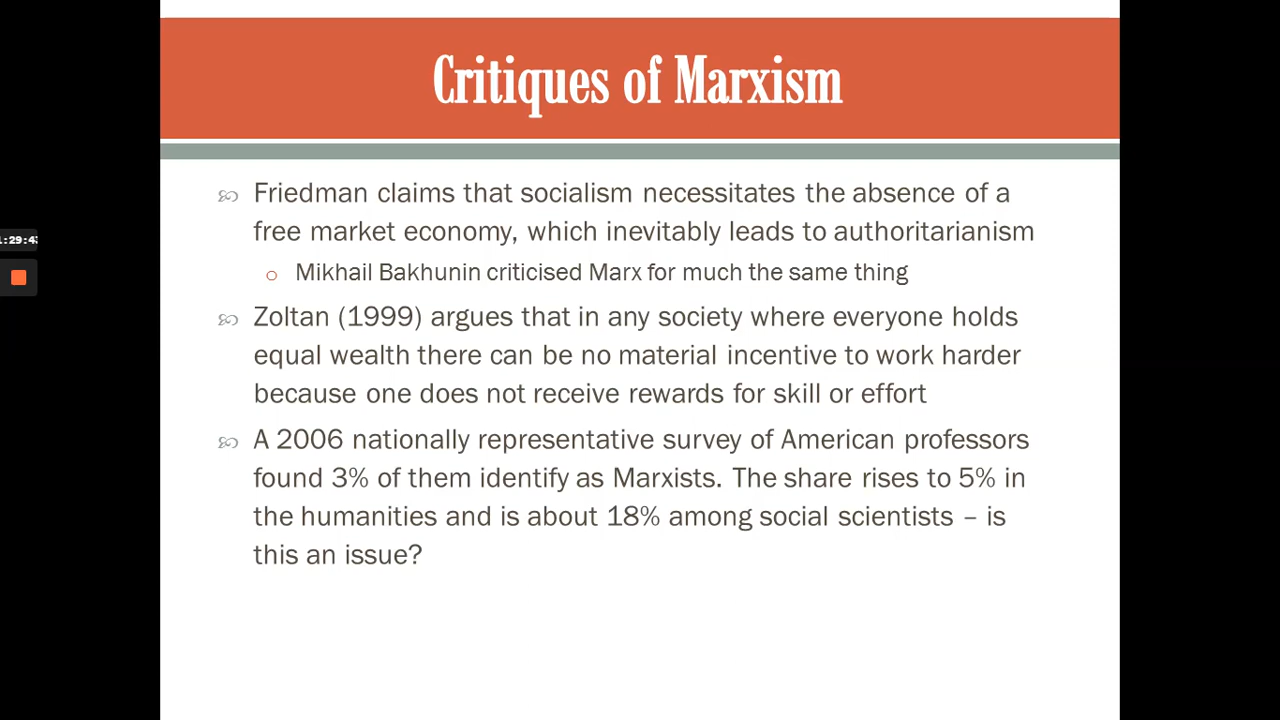 Critiques of Marxism
Friedman claims that socialism necessitates the absence of a
free market economy, which inevitably leads to authoritarianism
Mikhail Bakhunin criticised Marx for much the same thing
Zoltan (1999) argues that in any society where everyone holds
equal wealth there can be no material incentive to work harder
because one does not receive rewards for skill or effort
A 2006 nationally representative survey of American professors
found 3% of them identify as Marxists. The share rises to 5% in
the humanities and is about 18% among social scientists – is
this an issue?